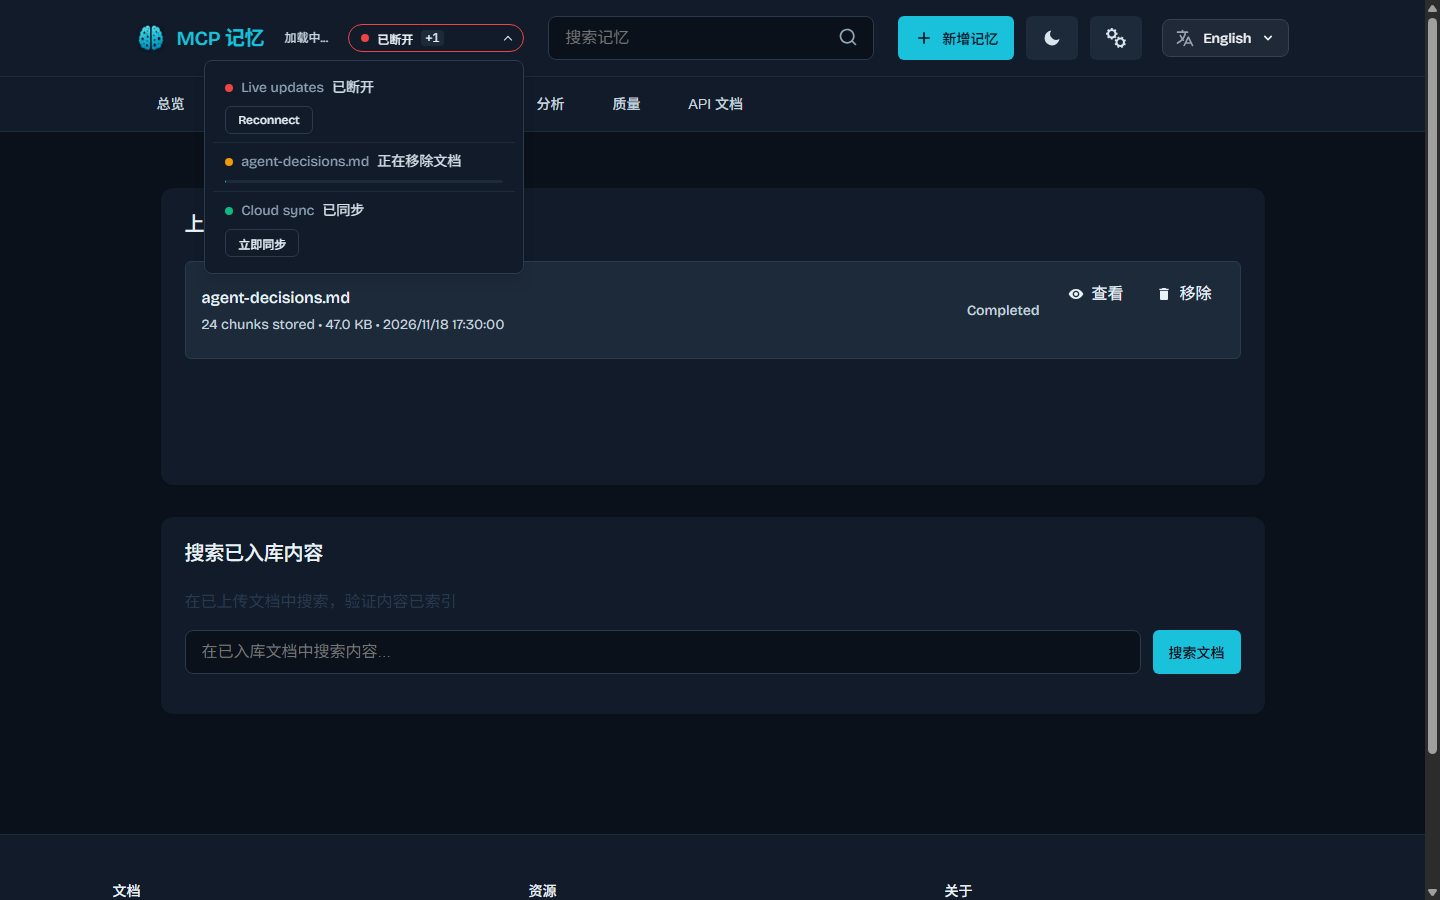 MCP 记忆
加载中...
已断开 +1
搜索记忆
新增记忆
English
Live updates 已断开
Reconnect
agent-decisions.md 正在移除文档
Cloud sync 已同步
立即同步
总览
分析
质量
API 文档
上
agent-decisions.md
24 chunks stored • 47.0 KB • 2026/11/18 17:30:00
Completed
查看
移除
搜索已入库内容
在已上传文档中搜索，验证内容已索引
在已入库文档中搜索内容...
搜索文档
文档
资源
关于